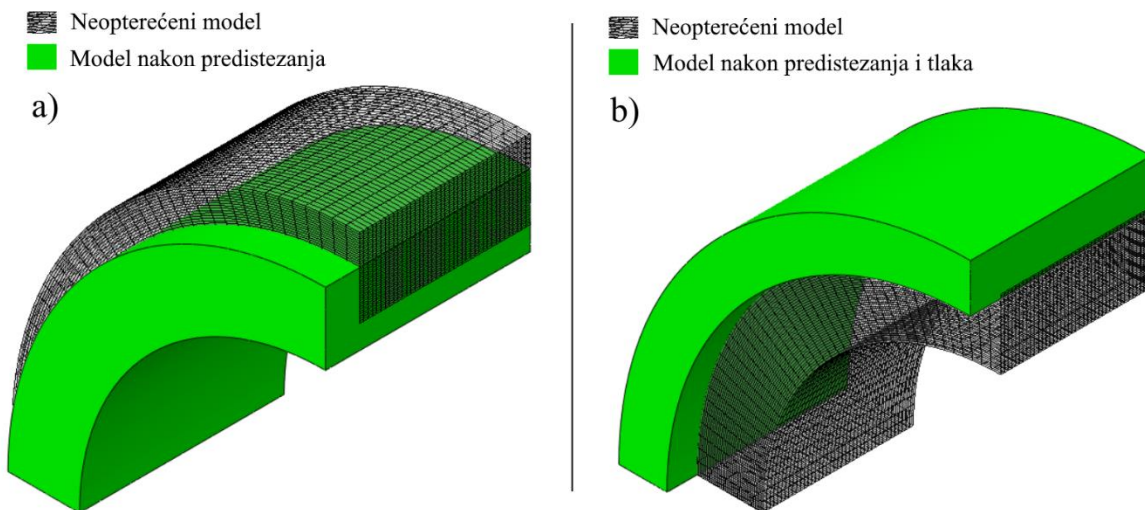 Neopterećeni model
Model nakon predistezanja
a)
Neopterećeni model
Model nakon predistezanja i tlaka
b)